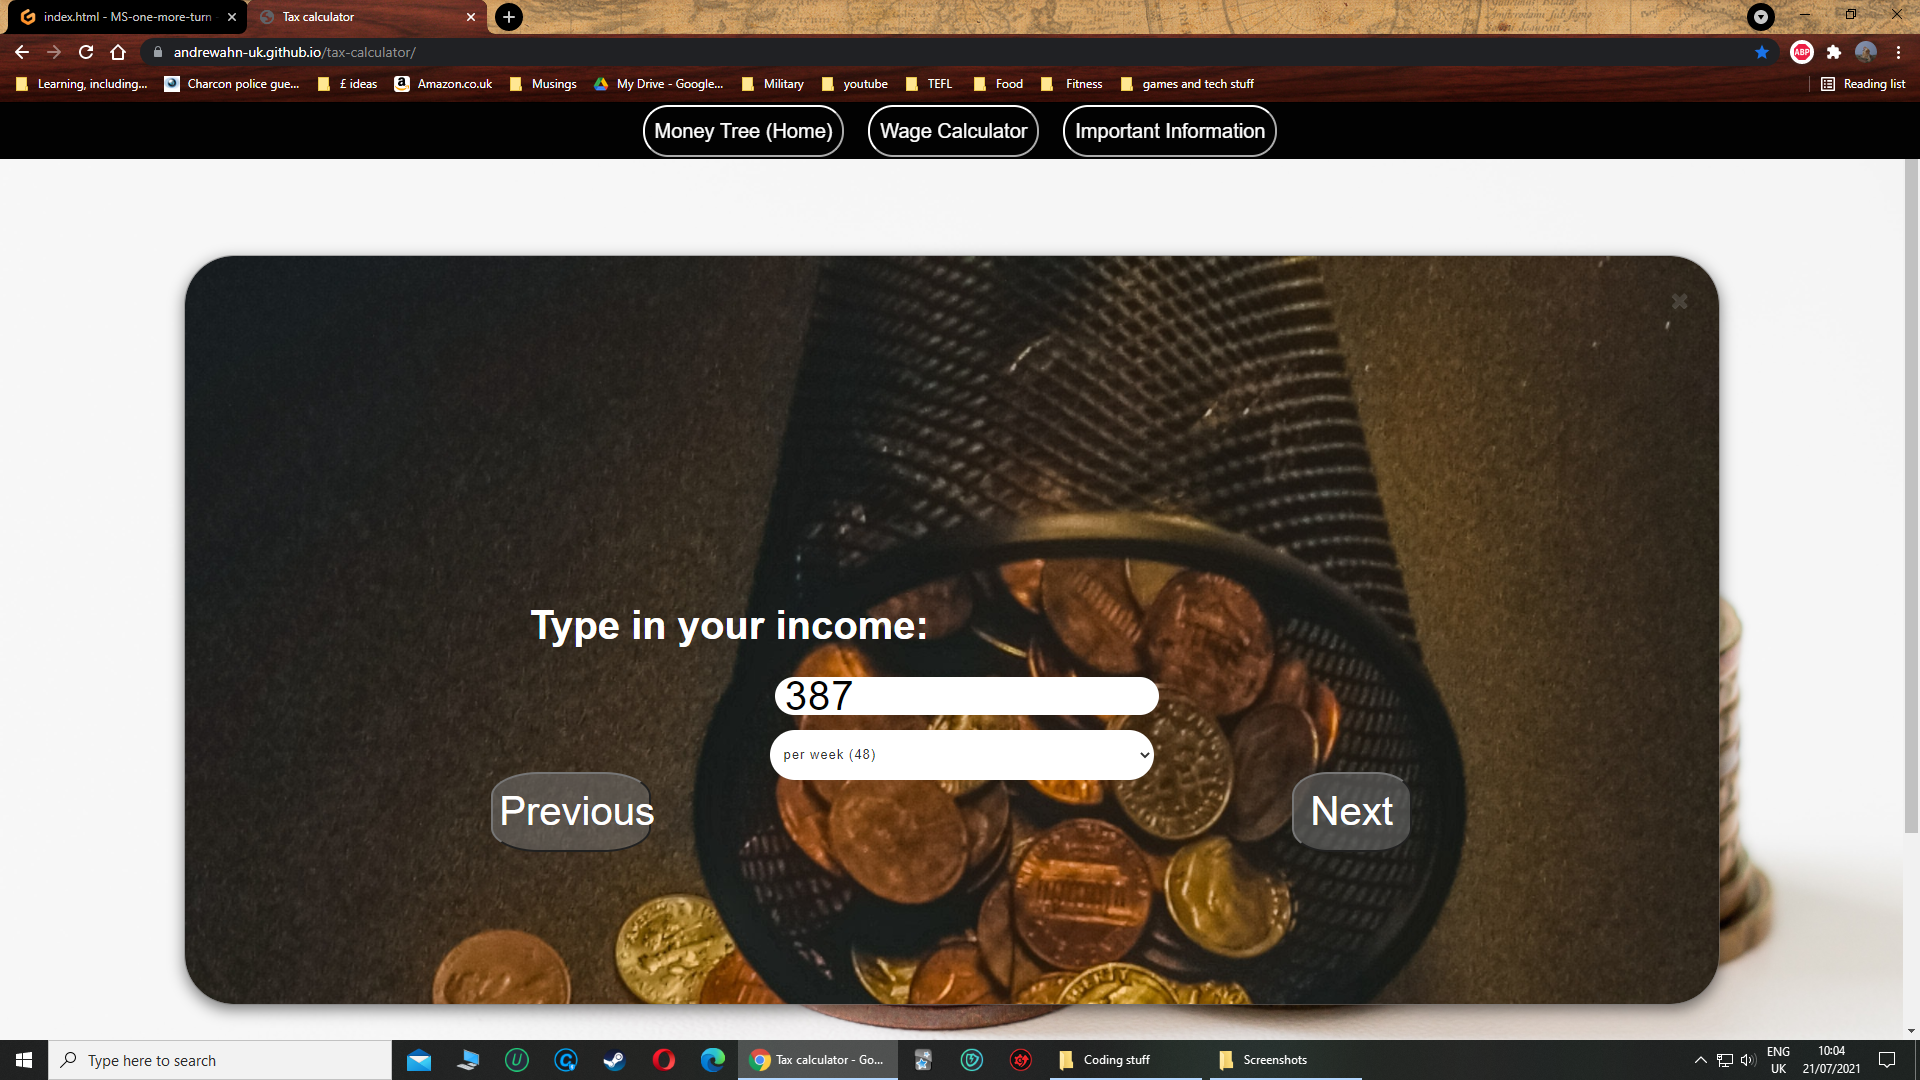 index.html - MS-one-more-turn
Tax calculator
andrewahn-uk.github.io/tax-calculator/
ABP
Learning, including...
Charcon police gue...
£ ideas
Amazon.co.uk
Musings
My Drive - Google...
Military
youtube
TEFL
Food
Fitness
games and tech stuff
Reading list
Money Tree (Home)
Wage Calculator
Important Information
Type in your income:
387
per week (48)
Previous
Next
Type here to search
Tax calculator - Go...
Coding stuff
Screenshots
ENG
UK
10:04
21/07/2021